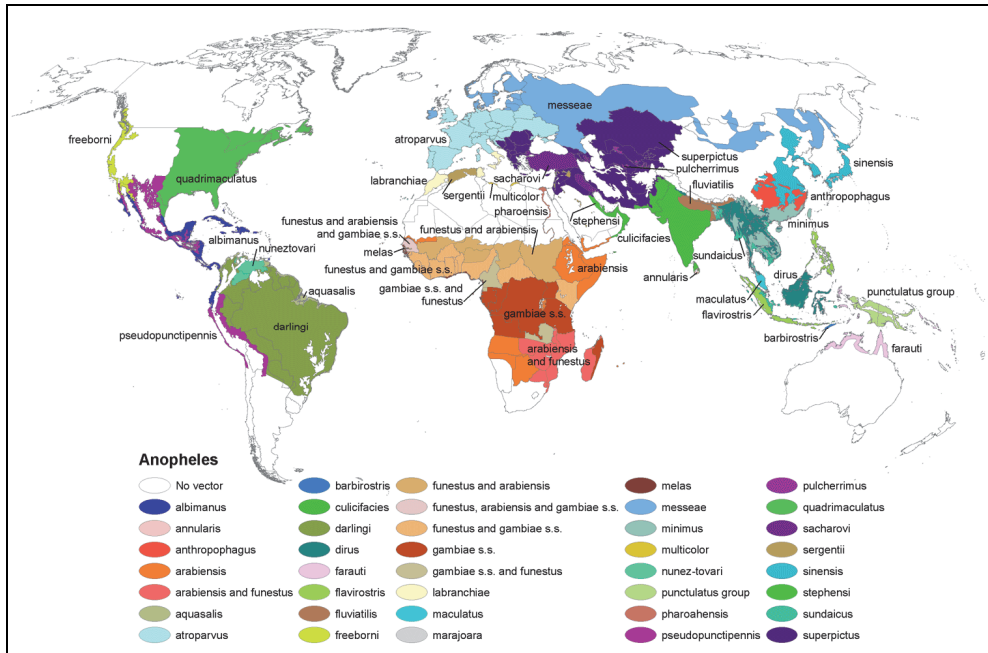 messeae
freeborni
atroparvus
superpictus
pulcherrimus
sinensis
quadrimaculatus
labranchiae
sacharovi
fluviatilis
sergentii
multicolor
anthropophagus
pharoensis
stephensi
funestus and arabiensis
and gambiae s.s.
funestus and arabiensis
minimus
albimanus
culicifacies
nuneztovari
melas
sundaicus
funestus and gambiae s.s.
arabiensis
annularis
dirus
aquasalis
gambiae s.s. and
funestus
maculatus
punctulatus group
flavirostris
gambiae s.s.
darlingi
pseudopunctipennis
barbirostris
arabiensis
and funestus
farauti
Anopheles
No vector
albimanus
annularis
anthropophagus
arabiensis
arabiensis and funestus
aquasalis
atroparvus
barbirostris
culicifacies
darlingi
dirus
farauti
flavirostris
fluviatilis
freeborni
funestus and arabiensis
funestus, arabiensis and gambiae s.s.
funestus and gambiae s.s.
gambiae s.s.
gambiae s.s. and funestus
labranchiae
maculatus
marajoara
melas
messeae
minimus
multicolor
nunez-tovari
punctulatus group
pharoahensis
pseudopunctipennis
pulcherrimus
quadrimaculatus
sacharovi
sergentii
sinensis
stephensi
sundaicus
superpictus